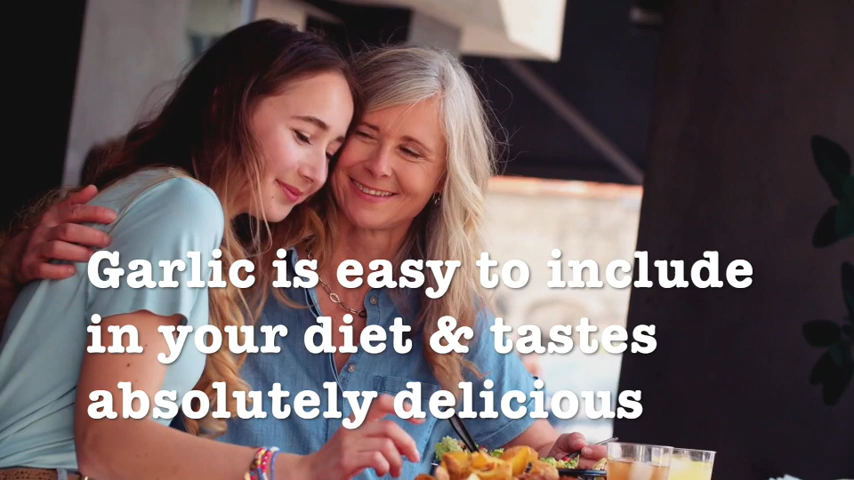 Garlic is easy to include
in your diet & tastes
absolutely delicious